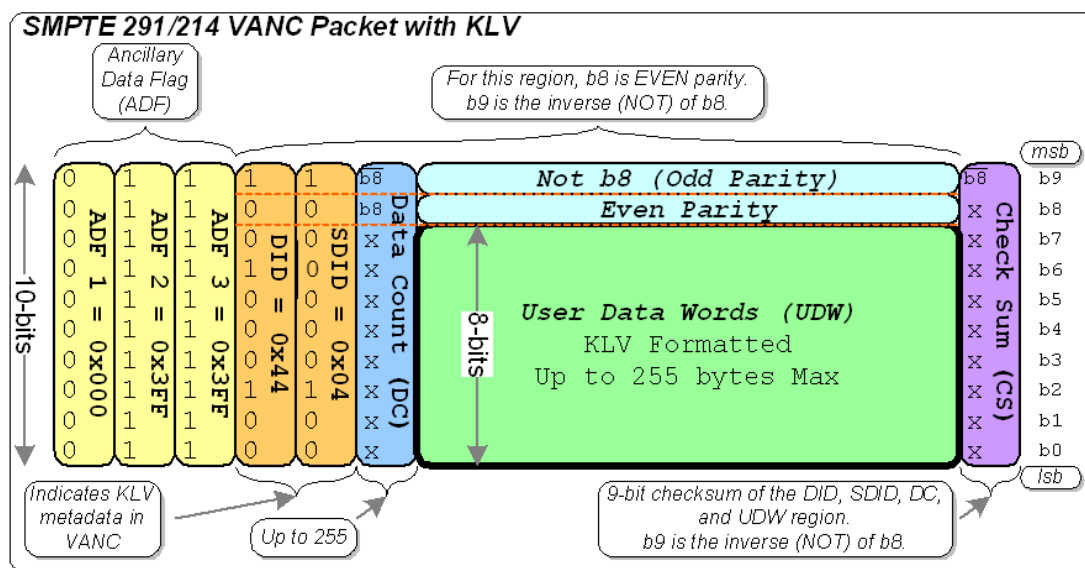 SMPTE 291/214 VANC Packet with KLV
Ancillary
Data Flag
(ADF)
For this region, b8 is EVEN parity.
b9 is the inverse (NOT) of b8.
msb
0 1 1 1 1 b8 Not b8 (Odd Parity) b8 b9
0 1 1 0 0 b8 Even Parity x b8
0 1 1 0 0 x x b7
0 1 1 1 0 x x b6
0 1 1 0 0 x x b5
0 1 1 0 0 x x b4
0 1 1 0 0 x x b3
0 1 1 1 1 x x b2
0 1 1 0 0 x x b1
0 1 1 0 0 x x b0
lsb
10-bits
ADF 1 = 0x000
ADF 2 = 0x3FF
ADF 3 = 0x3FF
DID = 0x44
SDID = 0x04
Data Count (DC)
8-bits
User Data Words (UDW)
KLV Formatted
Up to 255 bytes Max
Check Sum (CS)
Indicates KLV
metadata in
VANC
Up to 255
9-bit checksum of the DID, SDID, DC,
and UDW region.
b9 is the inverse (NOT) of b8.